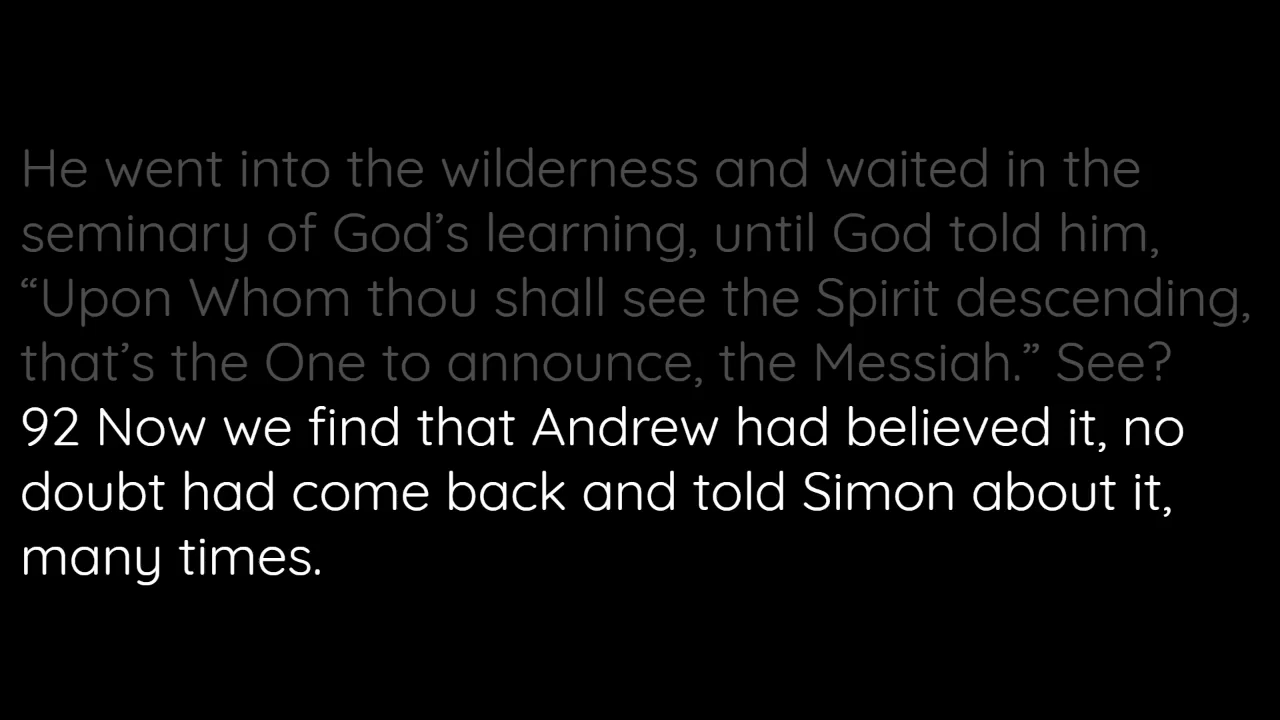 He went into the wilderness and waited in the
seminary of God’s learning, until God told him,
“Upon Whom thou shall see the Spirit descending,
that’s the One to announce, the Messiah.” See?
92 Now we find that Andrew had believed it, no
doubt had come back and told Simon about it,
many times.